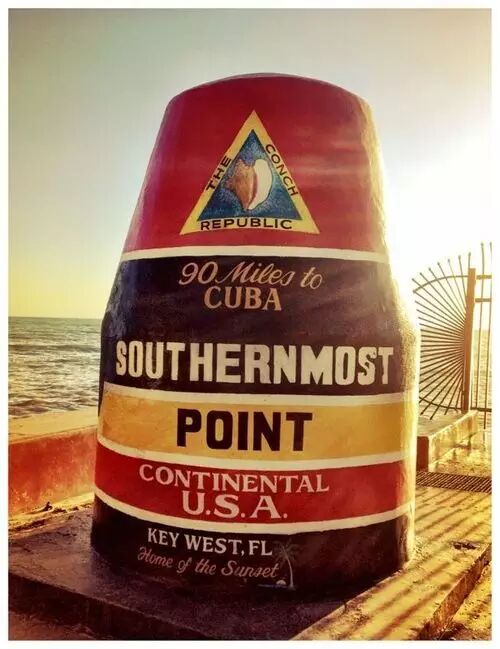 THE CONCH
REPUBLIC
90 Miles to
CUBA
SOUTHERNMOST
POINT
CONTINENTAL
U.S.A.
KEY WEST, FL
Home of the Sunset